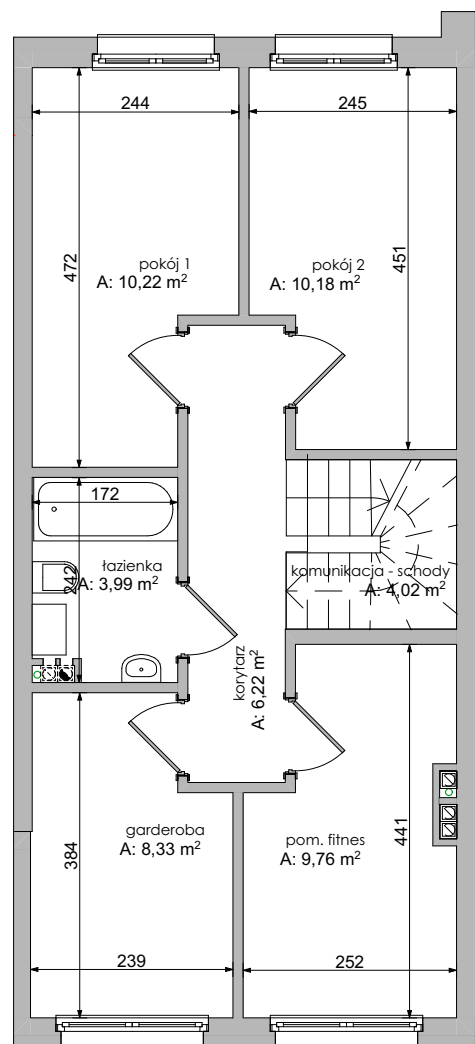 244
245
472
451
pokój 1
A: 10,22 m²
pokój 2
A: 10,18 m²
172
242
łazienka
A: 3,99 m²
komunikacja - schody
A: 4,02 m²
korytarz
A: 6,22 m²
garderoba
A: 8,33 m²
384
pom. fitnes
A: 9,76 m²
441
239
252